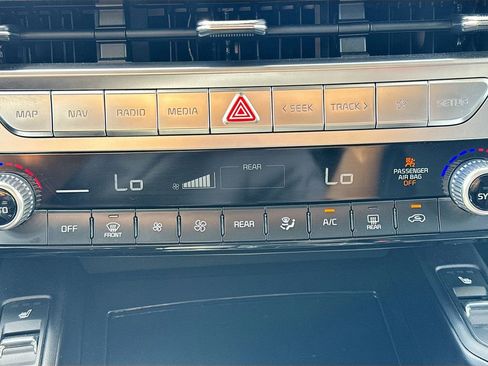 MAP NAV RADIO MEDIA < SEEK TRACK > SETUP
REAR
Lo Lo
PASSENGER
AIR BAG
OFF
OFF FRONT REAR A/C REAR